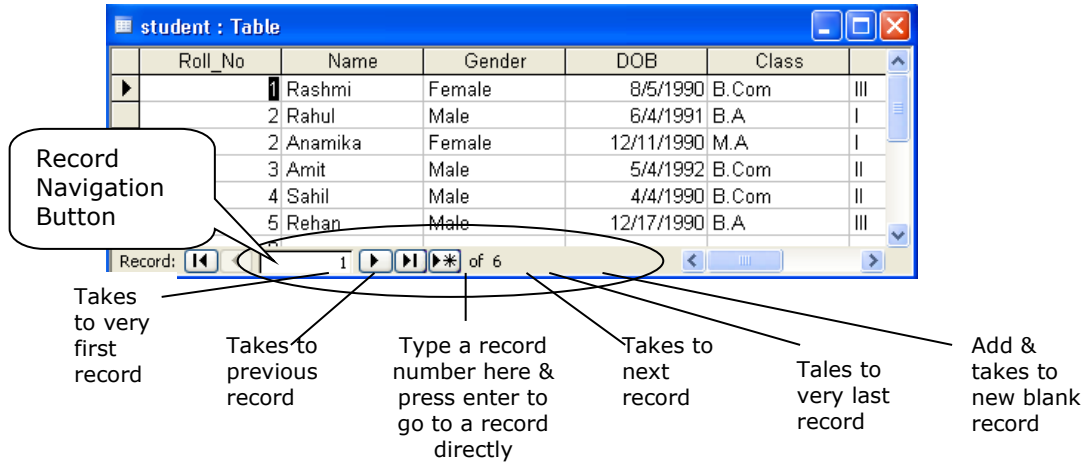 student : Table
Roll_No Name Gender DOB Class
1 Rashmi Female 8/5/1990 B.Com III
2 Rahul Male 6/4/1991 B.A I
2 Anamika Female 12/11/1990 M.A I
3 Amit Male 5/4/1992 B.Com II
4 Sahil Male 4/4/1990 B.Com II
5 Rehan Male 12/17/1990 B.A III
Record
Navigation
Button
Record: 1 of 6
Takes
to very
first
record
Takes to
previous
record
Type a record
number here &
press enter to
go to a record
directly
Takes to
next
record
Tales to
very last
record
Add &
takes to
new blank
record